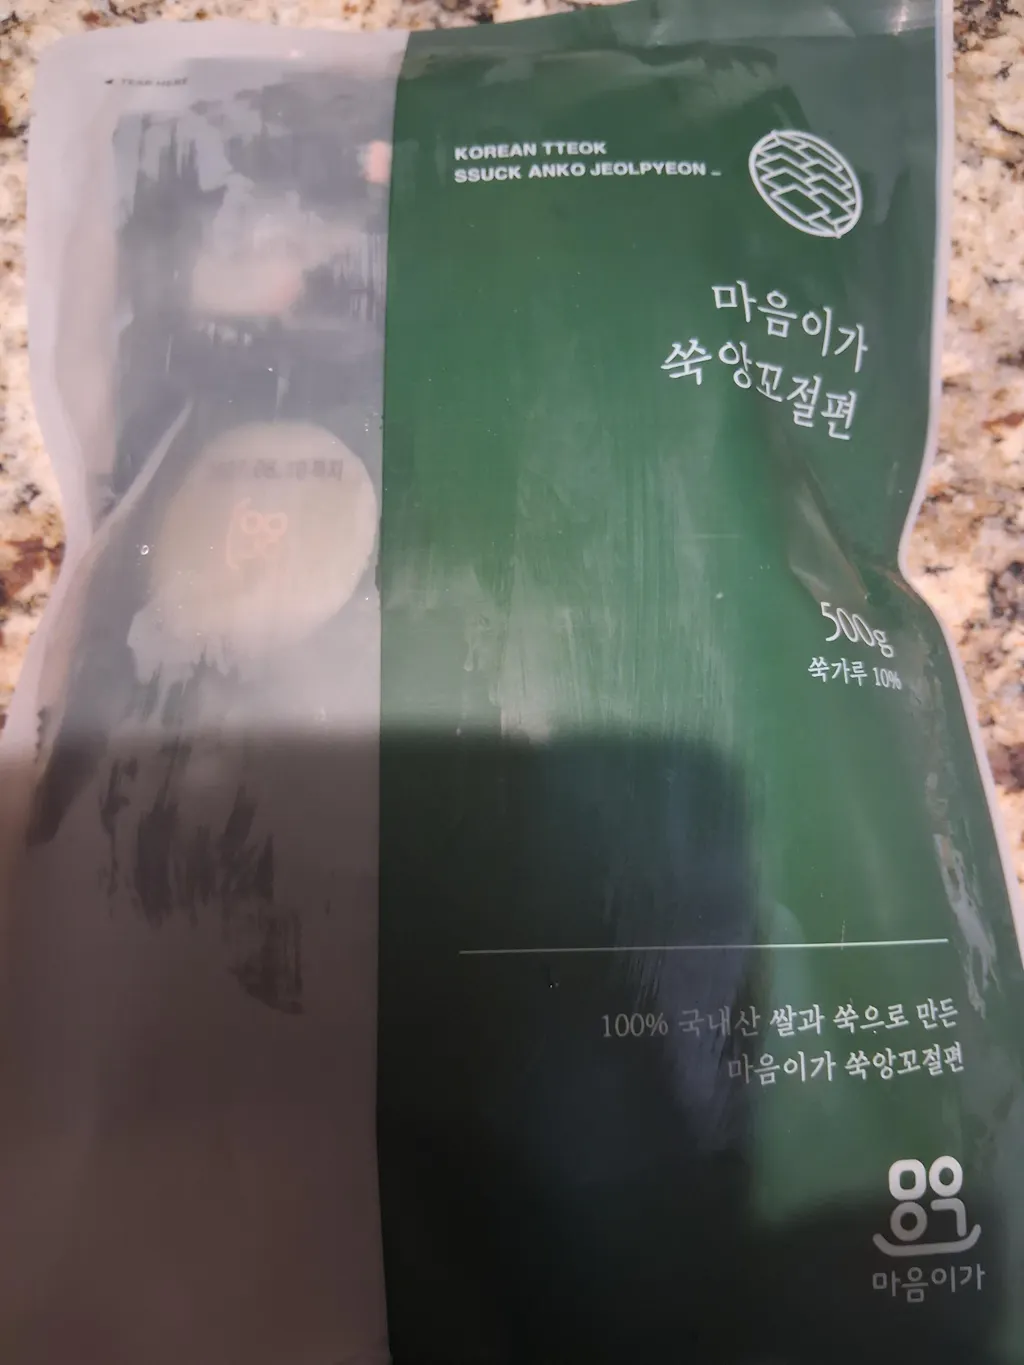 TEAR HERE
KOREAN TTEOK
SSUCK ANKO JEOLPYEON
마음이가
쑥 앙꼬절편
500g
쑥가루 10%
100% 국내산 쌀과 쑥으로 만든
마음이가 쑥앙꼬절편
마음이가